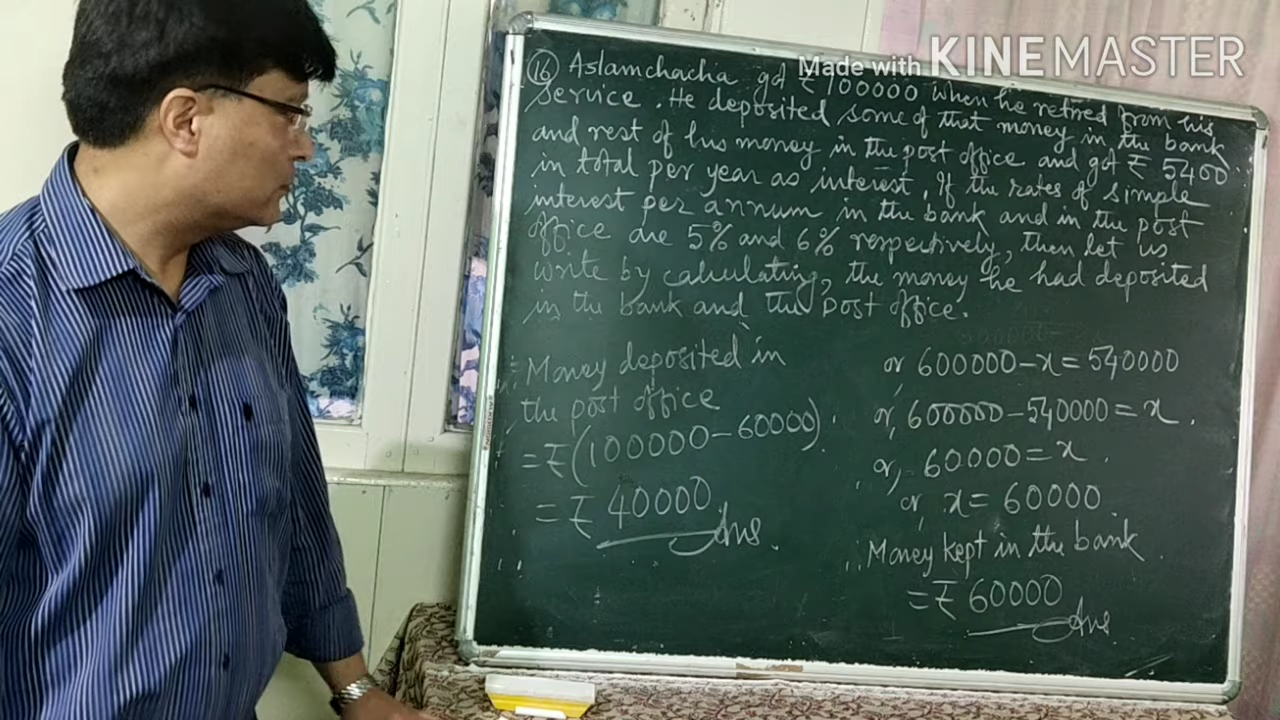 Made with KINEMASTER
(16) Aslamchacha got ₹ 100000 when he retired from his
service. He deposited some of that money in the bank
and rest of his money in the post office and got ₹ 5400
in total per year as interest. If the rates of simple
interest per annum in the bank and in the post
office are 5% and 6% respectively, then let us
write by calculating, the money he had deposited
in the bank and the post office.
∴ Money deposited in
the post office
= ₹ (100000 - 60000)
= ₹ 40000 Ans.
or, 600000 - x = 540000
or, 600000 - 540000 = x.
or, 60000 = x.
or, x = 60000.
∴ Money kept in the bank
= ₹ 60000 Ans